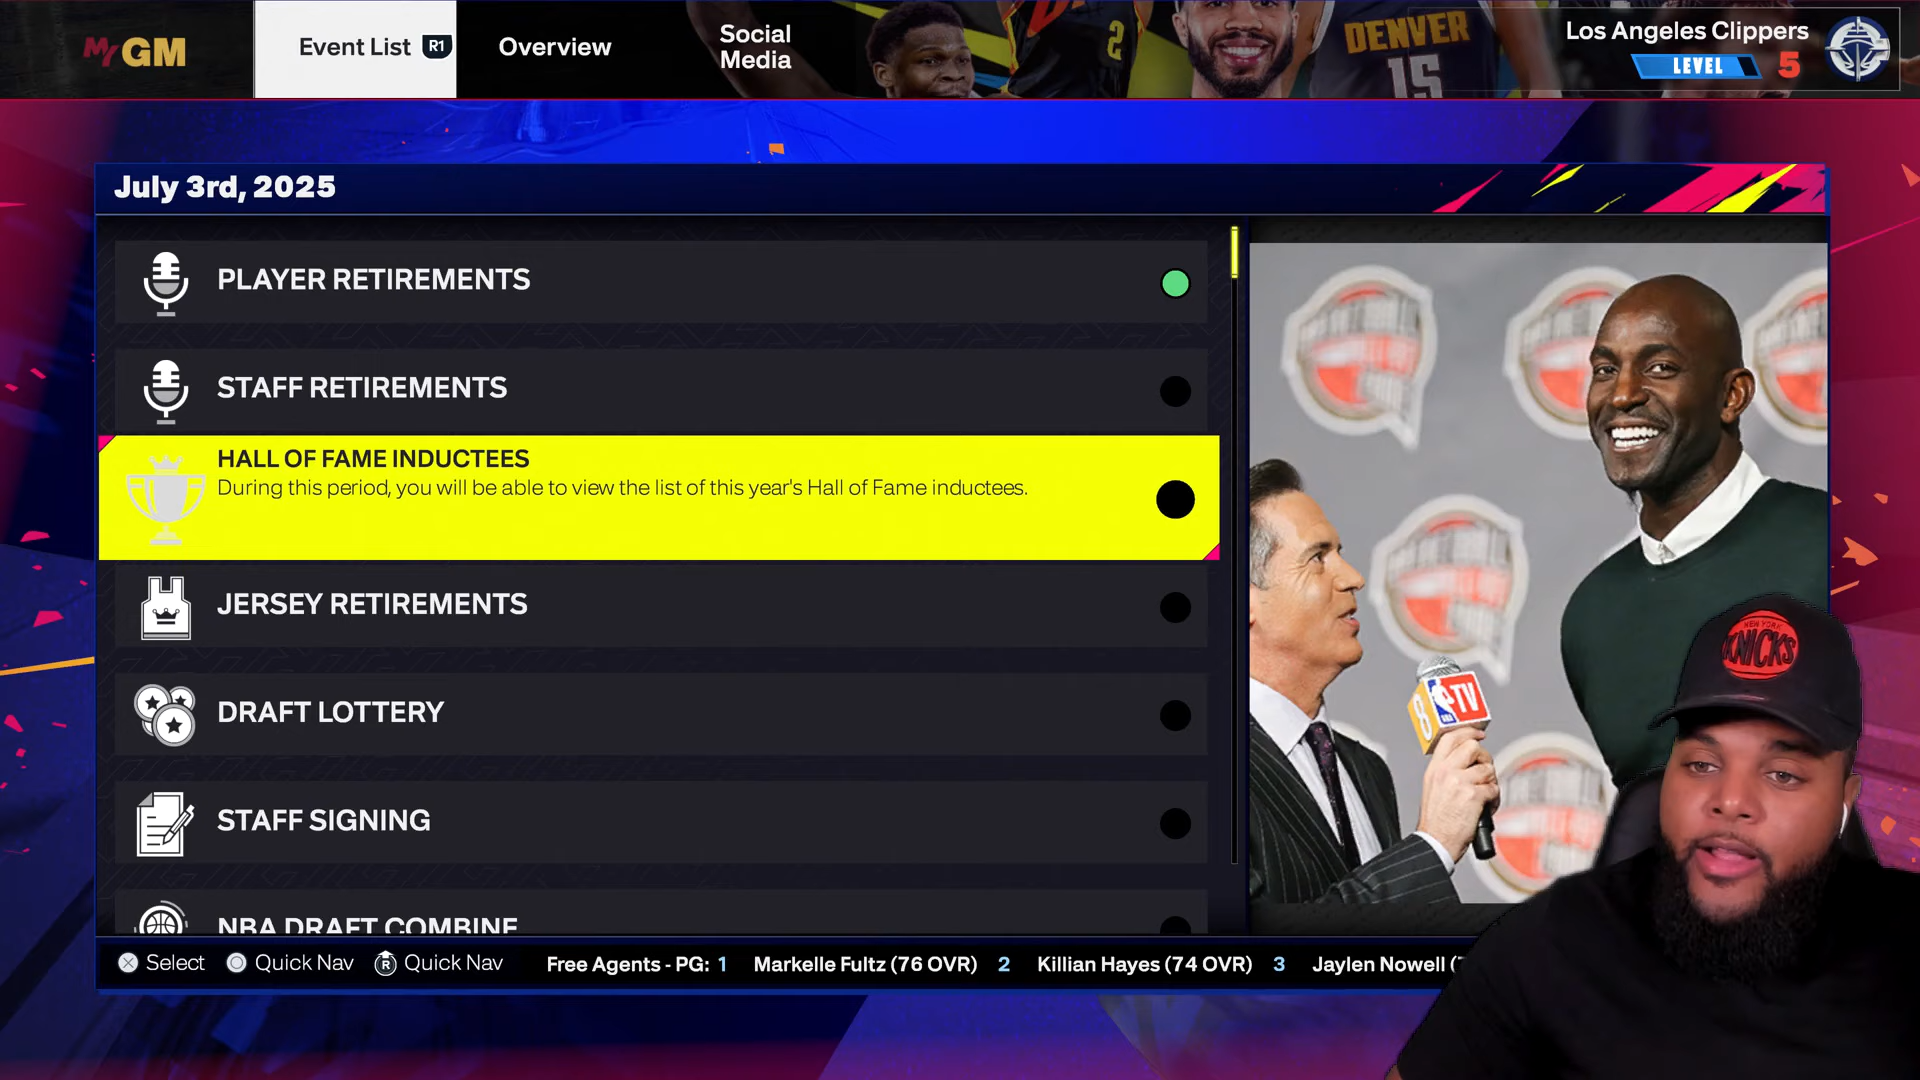 MyGM
Event List R1
Overview
Social
Media
2
DENVER
15
Los Angeles Clippers
LEVEL 5
July 3rd, 2025
PLAYER RETIREMENTS
STAFF RETIREMENTS
HALL OF FAME INDUCTEES
During this period, you will be able to view the list of this year's Hall of Fame inductees.
JERSEY RETIREMENTS
DRAFT LOTTERY
STAFF SIGNING
NBA DRAFT COMBINE
TV
NEW YORK
KNICKS
Select
Quick Nav
R Quick Nav
Free Agents - PG: 1 Markelle Fultz (76 OVR) 2 Killian Hayes (74 OVR) 3 Jaylen Nowell (